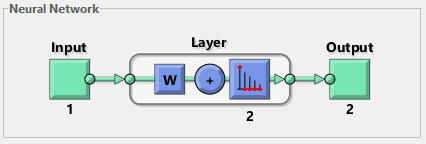 Neural Network
Input Layer Output
W +
1 2 2